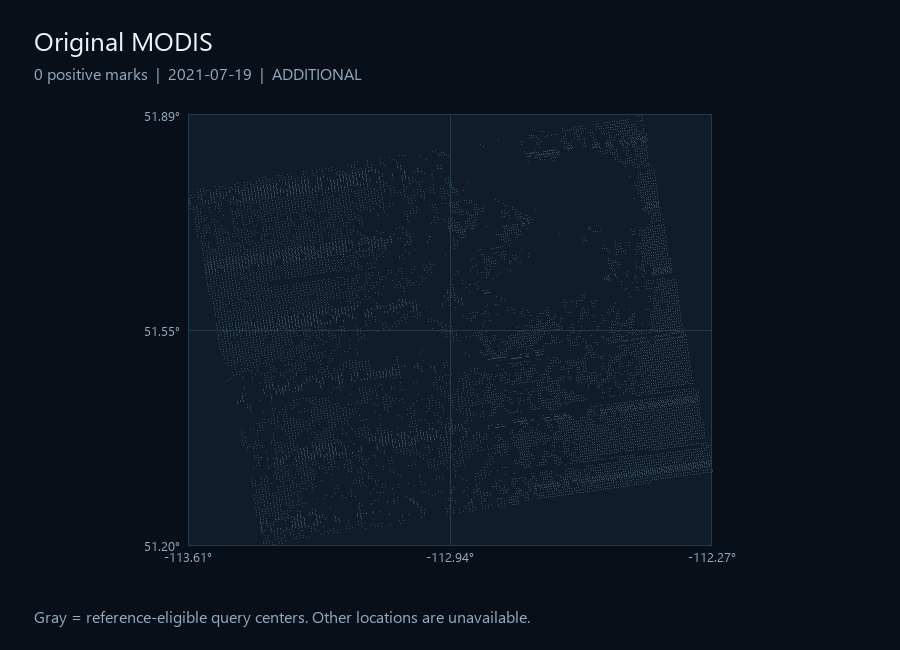 Original MODIS
0 positive marks | 2021-07-19 | ADDITIONAL
51.89°
51.55°
51.20°
-113.61°
-112.94°
-112.27°
Gray = reference-eligible query centers. Other locations are unavailable.